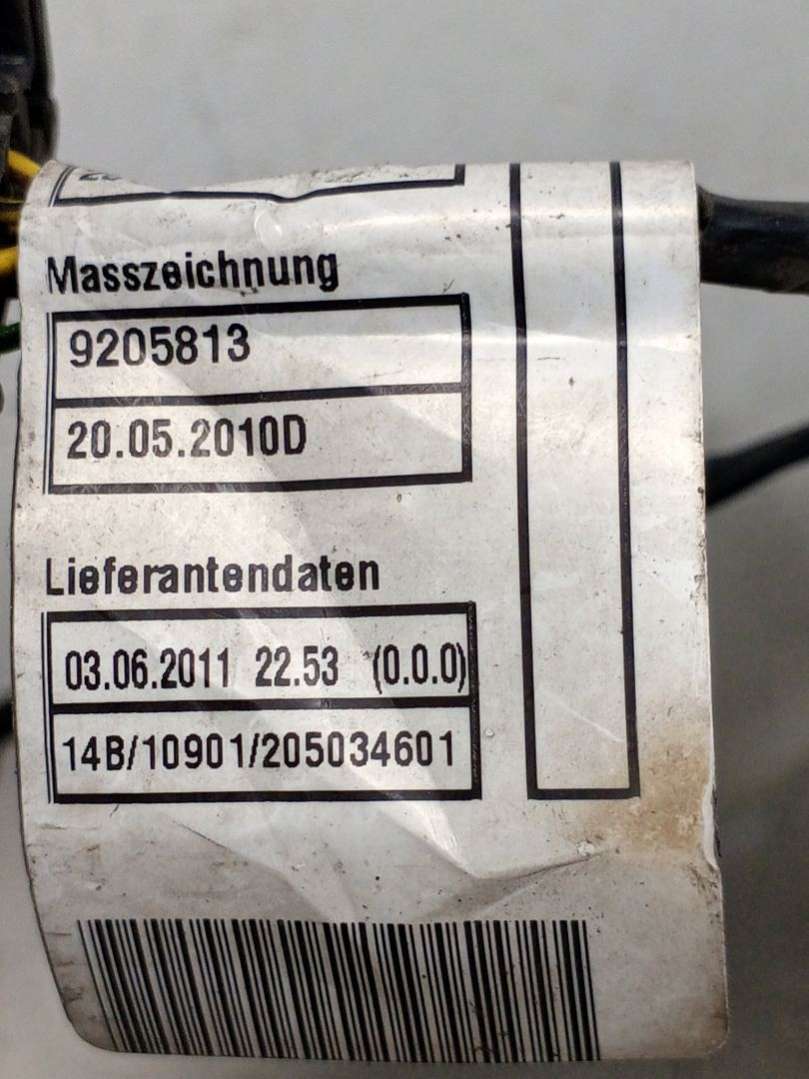 Masszeichnung
9205813
20.05.2010D
Lieferantendaten
03.06.2011 22.53 (0.0.0)
14B/10901/205034601